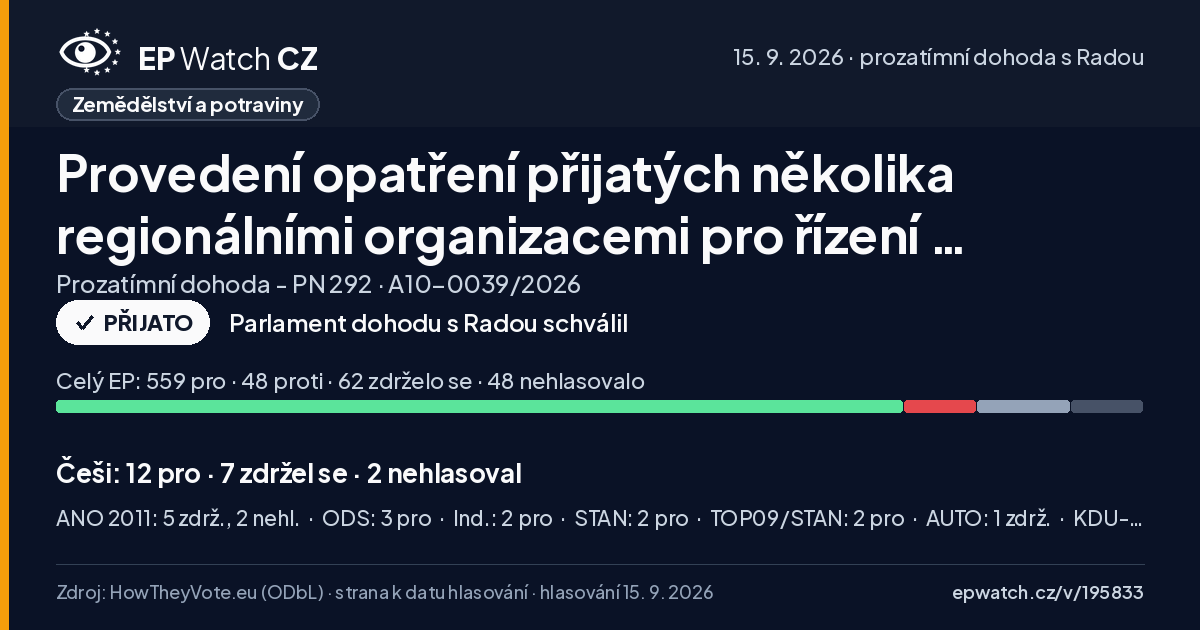 EP Watch CZ
15. 9. 2026 · prozatímní dohoda s Radou
Zemědělství a potraviny
Provedení opatření přijatých několika
regionálními organizacemi pro řízení ...
Prozatímní dohoda – PN 292 · A10–0039/2026
✓ PŘIJATO
Parlament dohodu s Radou schválil
Celý EP: 559 pro · 48 proti · 62 zdrželo se · 48 nehlasovalo
Češi: 12 pro · 7 zdržel se · 2 nehlasoval
ANO 2011: 5 zdrž., 2 nehl. · ODS: 3 pro · Ind.: 2 pro · STAN: 2 pro · TOP09/STAN: 2 pro · AUTO: 1 zdrž. · KDU-…
Zdroj: HowTheyVote.eu (ODbL) · strana k datu hlasování · hlasování 15. 9. 2026
epwatch.cz/v/195833